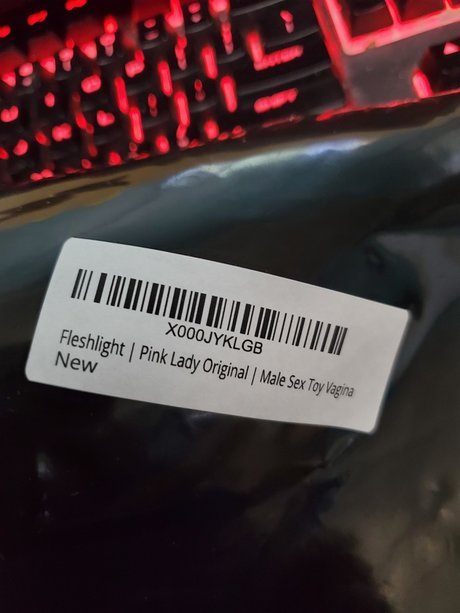 X000JYKLGB
Fleshlight | Pink Lady Original | Male Sex Toy Vagina
New